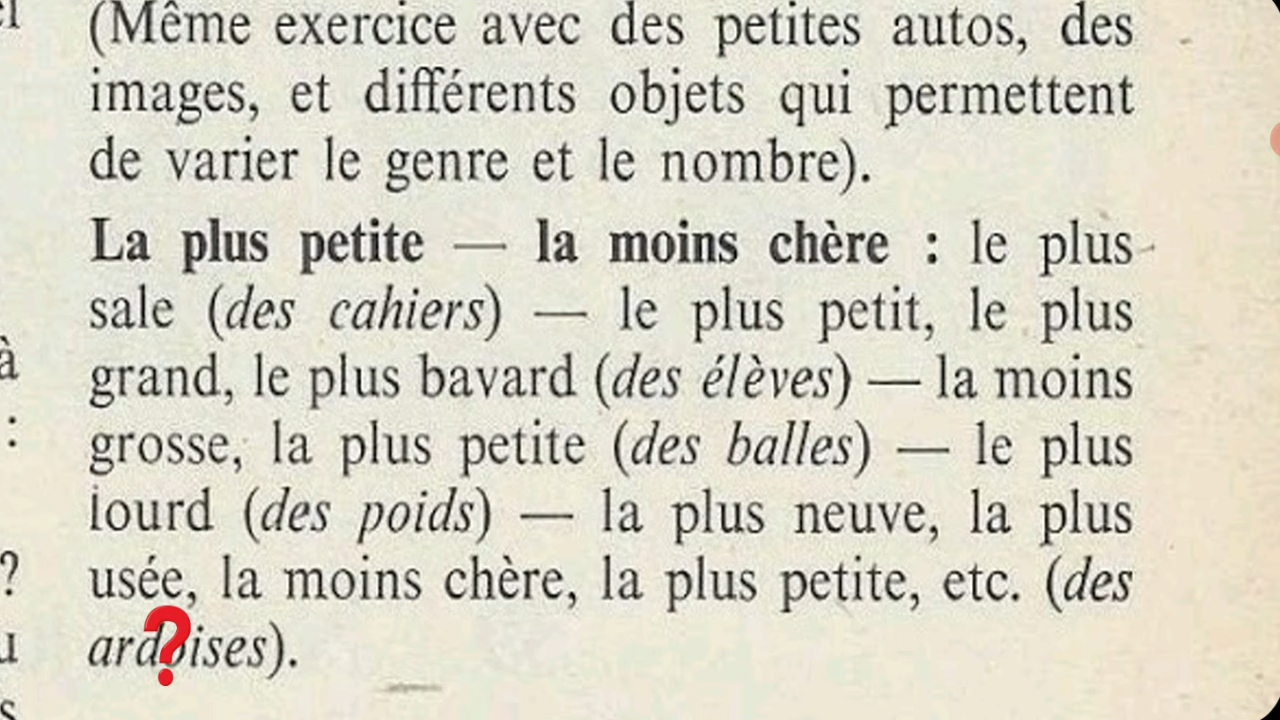 (Même exercice avec des petites autos, des
images, et différents objets qui permettent
de varier le genre et le nombre).
La plus petite — la moins chère : le plus
sale (des cahiers) — le plus petit, le plus
grand, le plus bavard (des élèves) — la moins
grosse, la plus petite (des balles) — le plus
lourd (des poids) — la plus neuve, la plus
usée, la moins chère, la plus petite, etc. (des
ardoises).